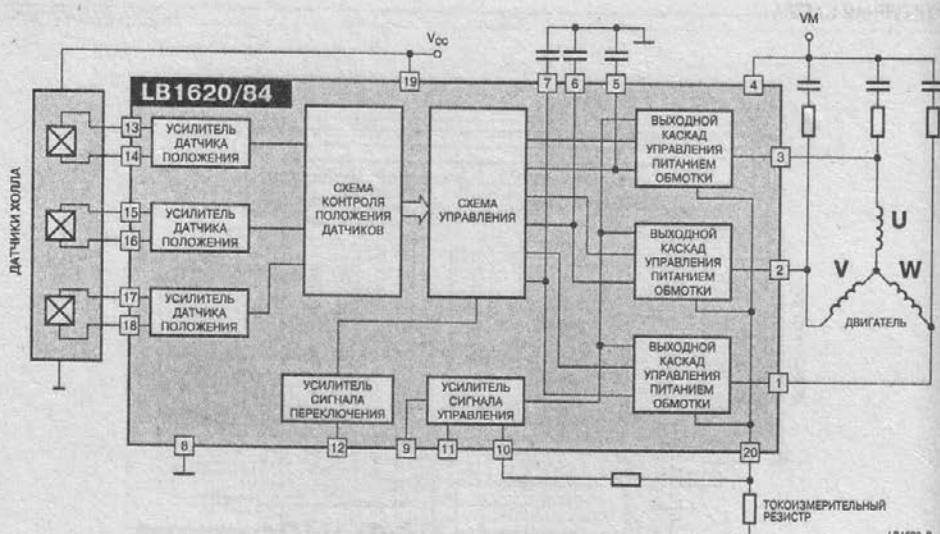 VCC
VM
19
7
6
5
4
LB1620/84
ДАТЧИКИ ХОЛЛА
13
14
УСИЛИТЕЛЬ
ДАТЧИКА
ПОЛОЖЕНИЯ
15
16
УСИЛИТЕЛЬ
ДАТЧИКА
ПОЛОЖЕНИЯ
17
18
УСИЛИТЕЛЬ
ДАТЧИКА
ПОЛОЖЕНИЯ
СХЕМА
КОНТРОЛЯ
ПОЛОЖЕНИЯ
ДАТЧИКОВ
СХЕМА
УПРАВЛЕНИЯ
ВЫХОДНОЙ
КАСКАД
УПРАВЛЕНИЯ
ПИТАНИЕМ
ОБМОТКИ
3
ВЫХОДНОЙ
КАСКАД
УПРАВЛЕНИЯ
ПИТАНИЕМ
ОБМОТКИ
2
ВЫХОДНОЙ
КАСКАД
УПРАВЛЕНИЯ
ПИТАНИЕМ
ОБМОТКИ
1
U
V
W
ДВИГАТЕЛЬ
УСИЛИТЕЛЬ
СИГНАЛА
ПЕРЕКЛЮЧЕНИЯ
УСИЛИТЕЛЬ
СИГНАЛА
УПРАВЛЕНИЯ
8
12
9
11
10
20
ТОКОИЗМЕРИТЕЛЬНЫЙ
РЕЗИСТР